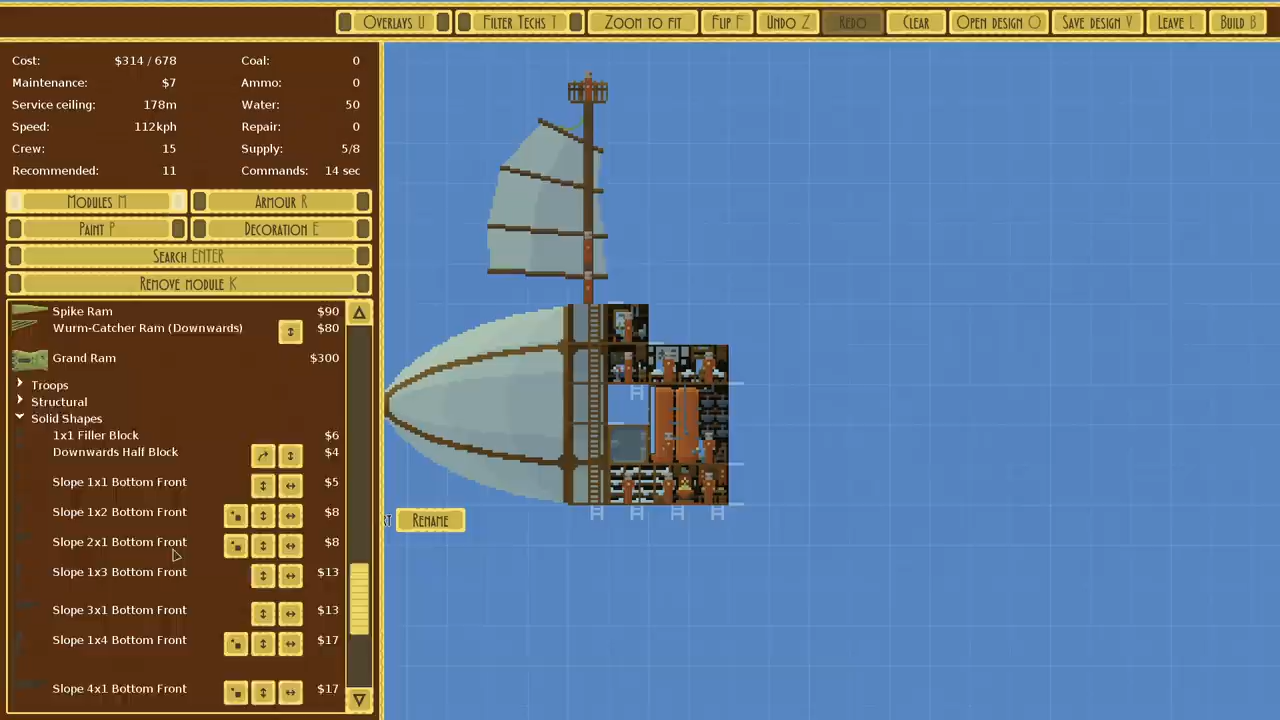 OVERLAYS U
FILTER TECHS T
ZOOM TO FIT
FLIP F
UNDO Z
REDO
CLEAR
OPEN DESIGN O
SAVE DESIGN V
LEAVE L
BUILD B
Cost: $314 / 678 Coal: 0
Maintenance: $7 Ammo: 0
Service ceiling: 178m Water: 50
Speed: 112kph Repair: 0
Crew: 15 Supply: 5/8
Recommended: 11 Commands: 14 sec
MODULES M
ARMOUR R
PAINT P
DECORATION E
SEARCH ENTER
REMOVE MODULE K
Spike Ram $90
Wurm-Catcher Ram (Downwards) $80
Grand Ram $300
Troops
Structural
Solid Shapes
1x1 Filler Block $6
Downwards Half Block $4
Slope 1x1 Bottom Front $5
Slope 1x2 Bottom Front $8
Slope 2x1 Bottom Front $8
Slope 1x3 Bottom Front $13
Slope 3x1 Bottom Front $13
Slope 1x4 Bottom Front $17
Slope 4x1 Bottom Front $17
RENAME